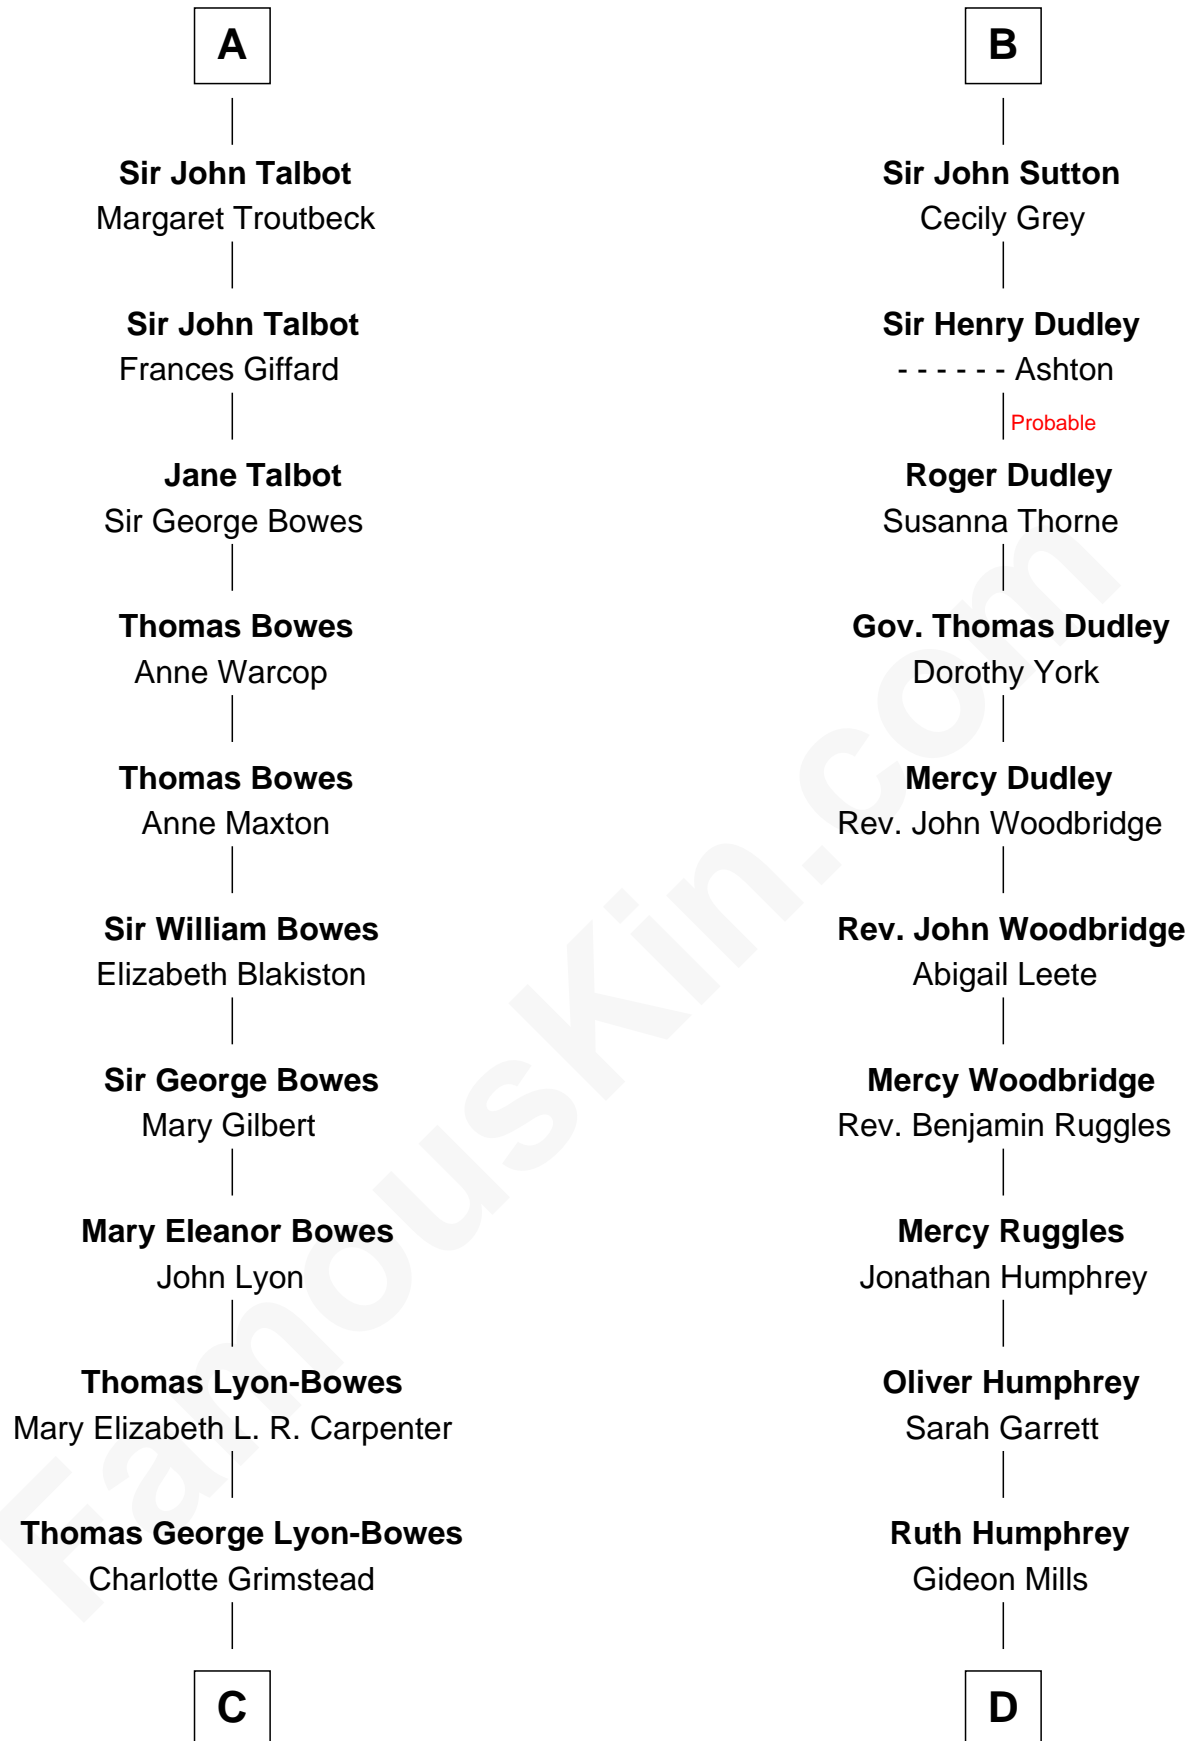 A
Sir John Talbot
Margaret Troutbeck
Sir John Talbot
Frances Giffard
Jane Talbot
Sir George Bowes
Thomas Bowes
Anne Warcop
Thomas Bowes
Anne Maxton
Sir William Bowes
Elizabeth Blakiston
Sir George Bowes
Mary Gilbert
Mary Eleanor Bowes
John Lyon
Thomas Lyon-Bowes
Mary Elizabeth L. R. Carpenter
Thomas George Lyon-Bowes
Charlotte Grimstead
C
B
Sir John Sutton
Cecily Grey
Sir Henry Dudley
- - - - - - Ashton
Probable
Roger Dudley
Susanna Thorne
Gov. Thomas Dudley
Dorothy York
Mercy Dudley
Rev. John Woodbridge
Rev. John Woodbridge
Abigail Leete
Mercy Woodbridge
Rev. Benjamin Ruggles
Mercy Ruggles
Jonathan Humphrey
Oliver Humphrey
Sarah Garrett
Ruth Humphrey
Gideon Mills
D
FamousKin.com